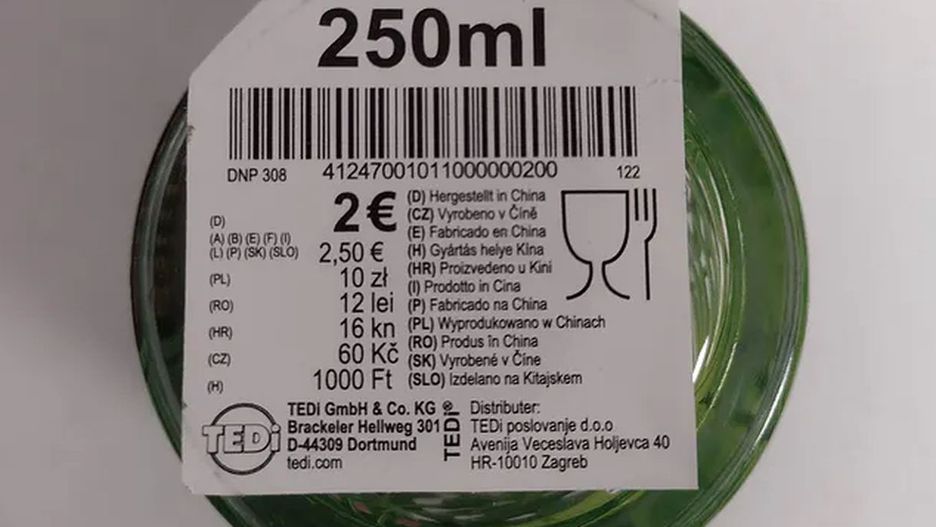 250ml
DNP 308 41247001011000000200 122
(D) 2 €
(A) (B) (E) (F) (I)
(L) (P) (SK) (SLO) 2,50 €
(PL) 10 zł
(RO) 12 lei
(HR) 16 kn
(CZ) 60 Kč
(H) 1000 Ft
(D) Hergestellt in China
(CZ) Vyrobeno v Číně
(E) Fabricado en China
(H) Gyártás helye Kína
(HR) Proizvedeno u Kini
(I) Prodotto in Cina
(P) Fabricado na China
(PL) Wyprodukowano w Chinach
(RO) Produs în China
(SK) Vyrobené v Číne
(SLO) Izdelano na Kitajskem
TEDi
TEDi GmbH & Co. KG
Brackeler Hellweg 301
D-44309 Dortmund
tedi.com
TEDi®
Distributer:
TEDi poslovanje d.o.o
Avenija Veceslava Holjevca 40
HR-10010 Zagreb